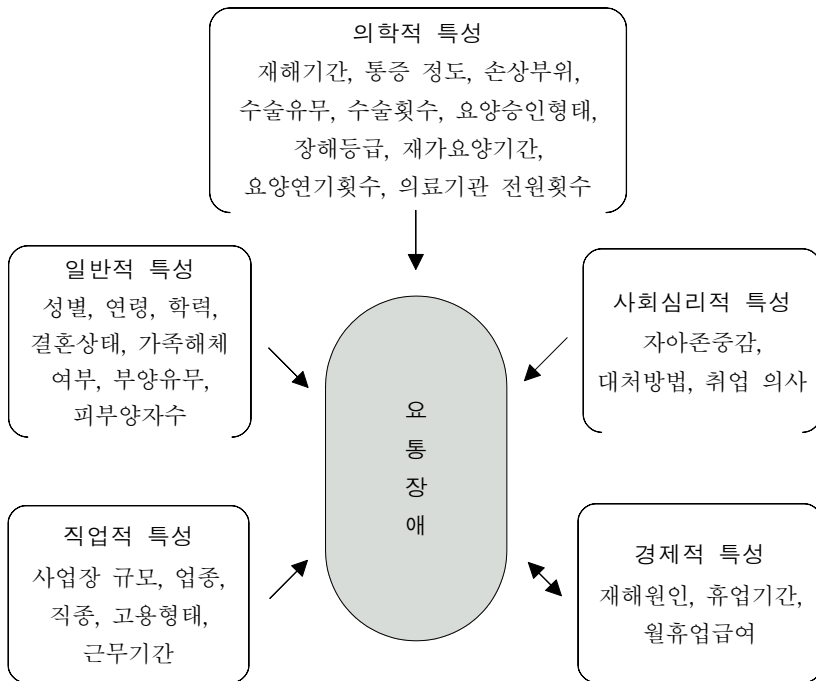 의학적 특성
재해기간, 통증 정도, 손상부위,
수술유무, 수술횟수, 요양승인형태,
장해등급, 재가요양기간,
요양연기횟수, 의료기관 전원횟수
일반적 특성
성별, 연령, 학력,
결혼상태, 가족해체
여부, 부양유무,
피부양자수
사회심리적 특성
자아존중감,
대처방법, 취업 의사
요
통
장
애
직업적 특성
사업장 규모, 업종,
직종, 고용형태,
근무기간
경제적 특성
재해원인, 휴업기간,
월휴업급여